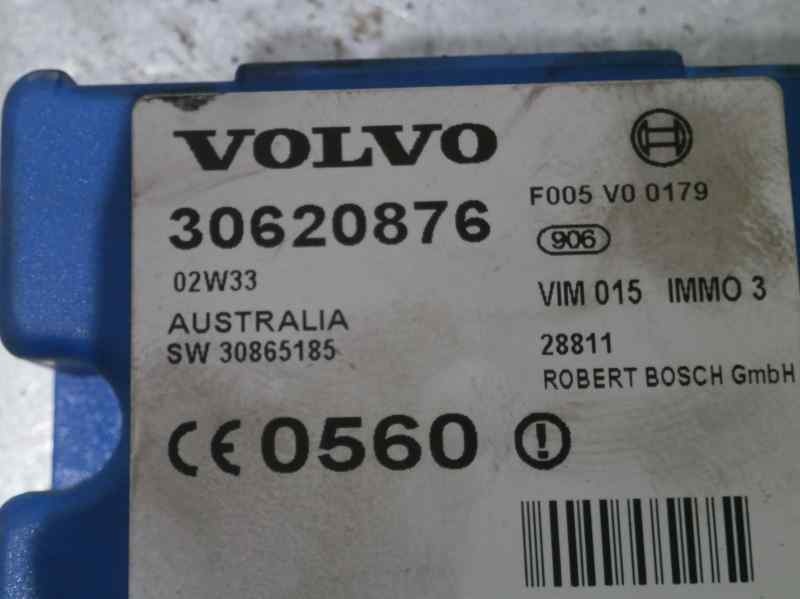 VOLVO
30620876
02W33
AUSTRALIA
SW 30865185
CE 0560
F005 V0 0179
906
VIM 015 IMMO 3
28811
ROBERT BOSCH GmbH